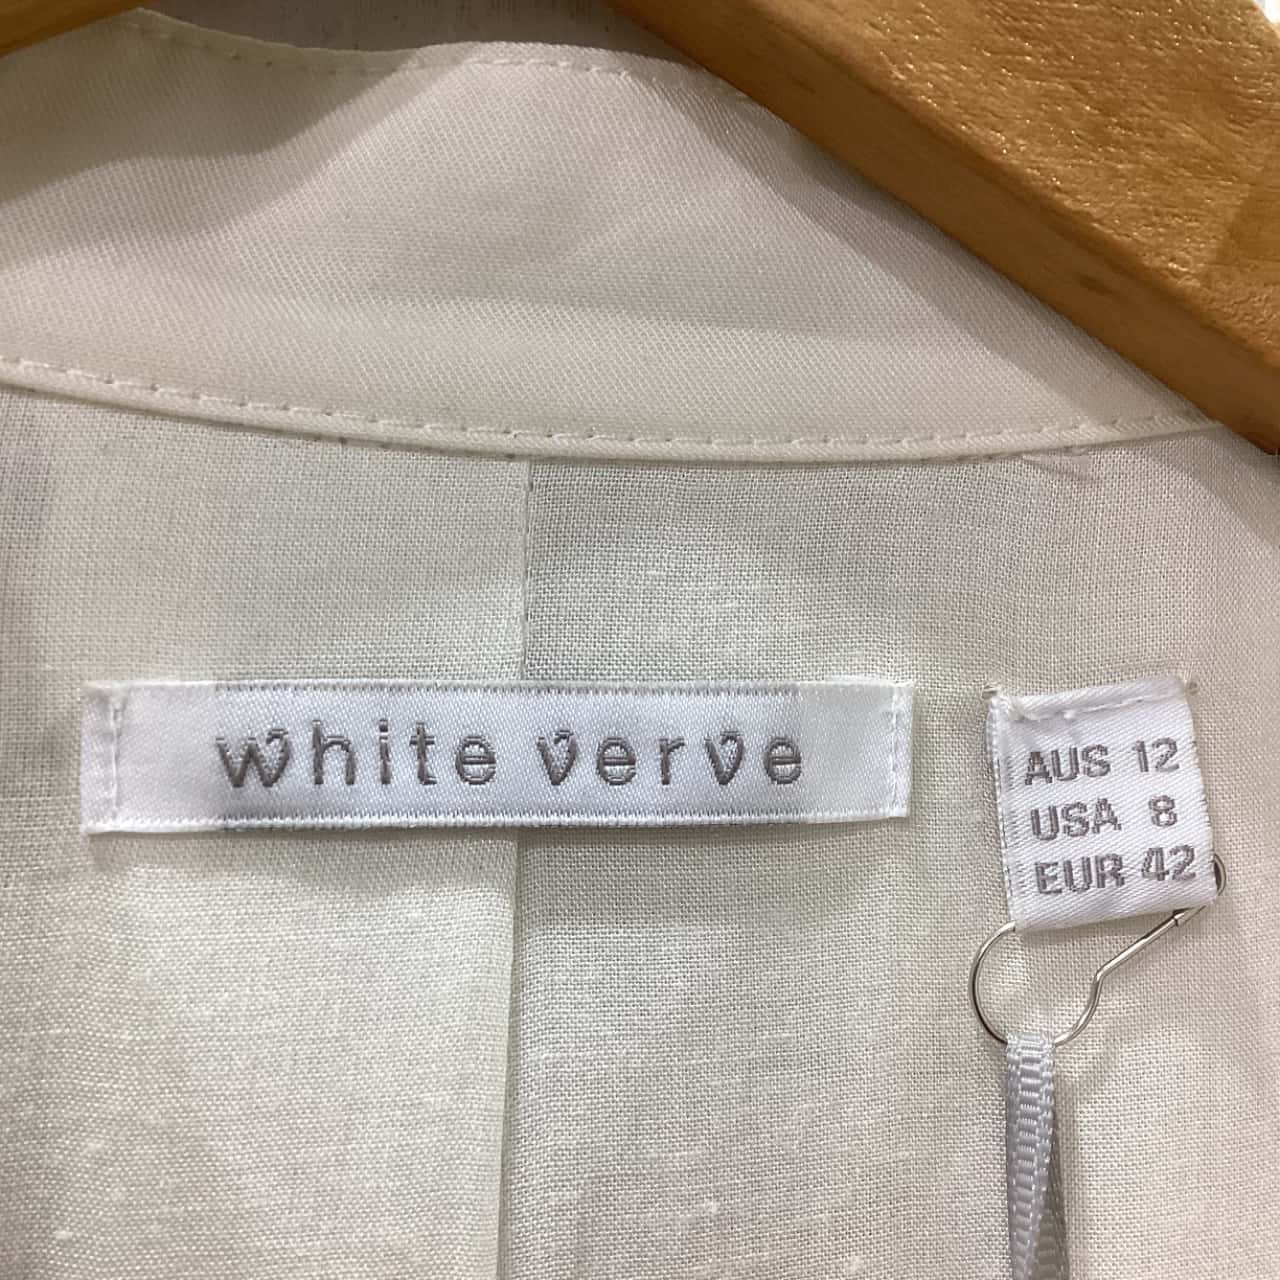 white verve
AUS 12
USA 8
EUR 42